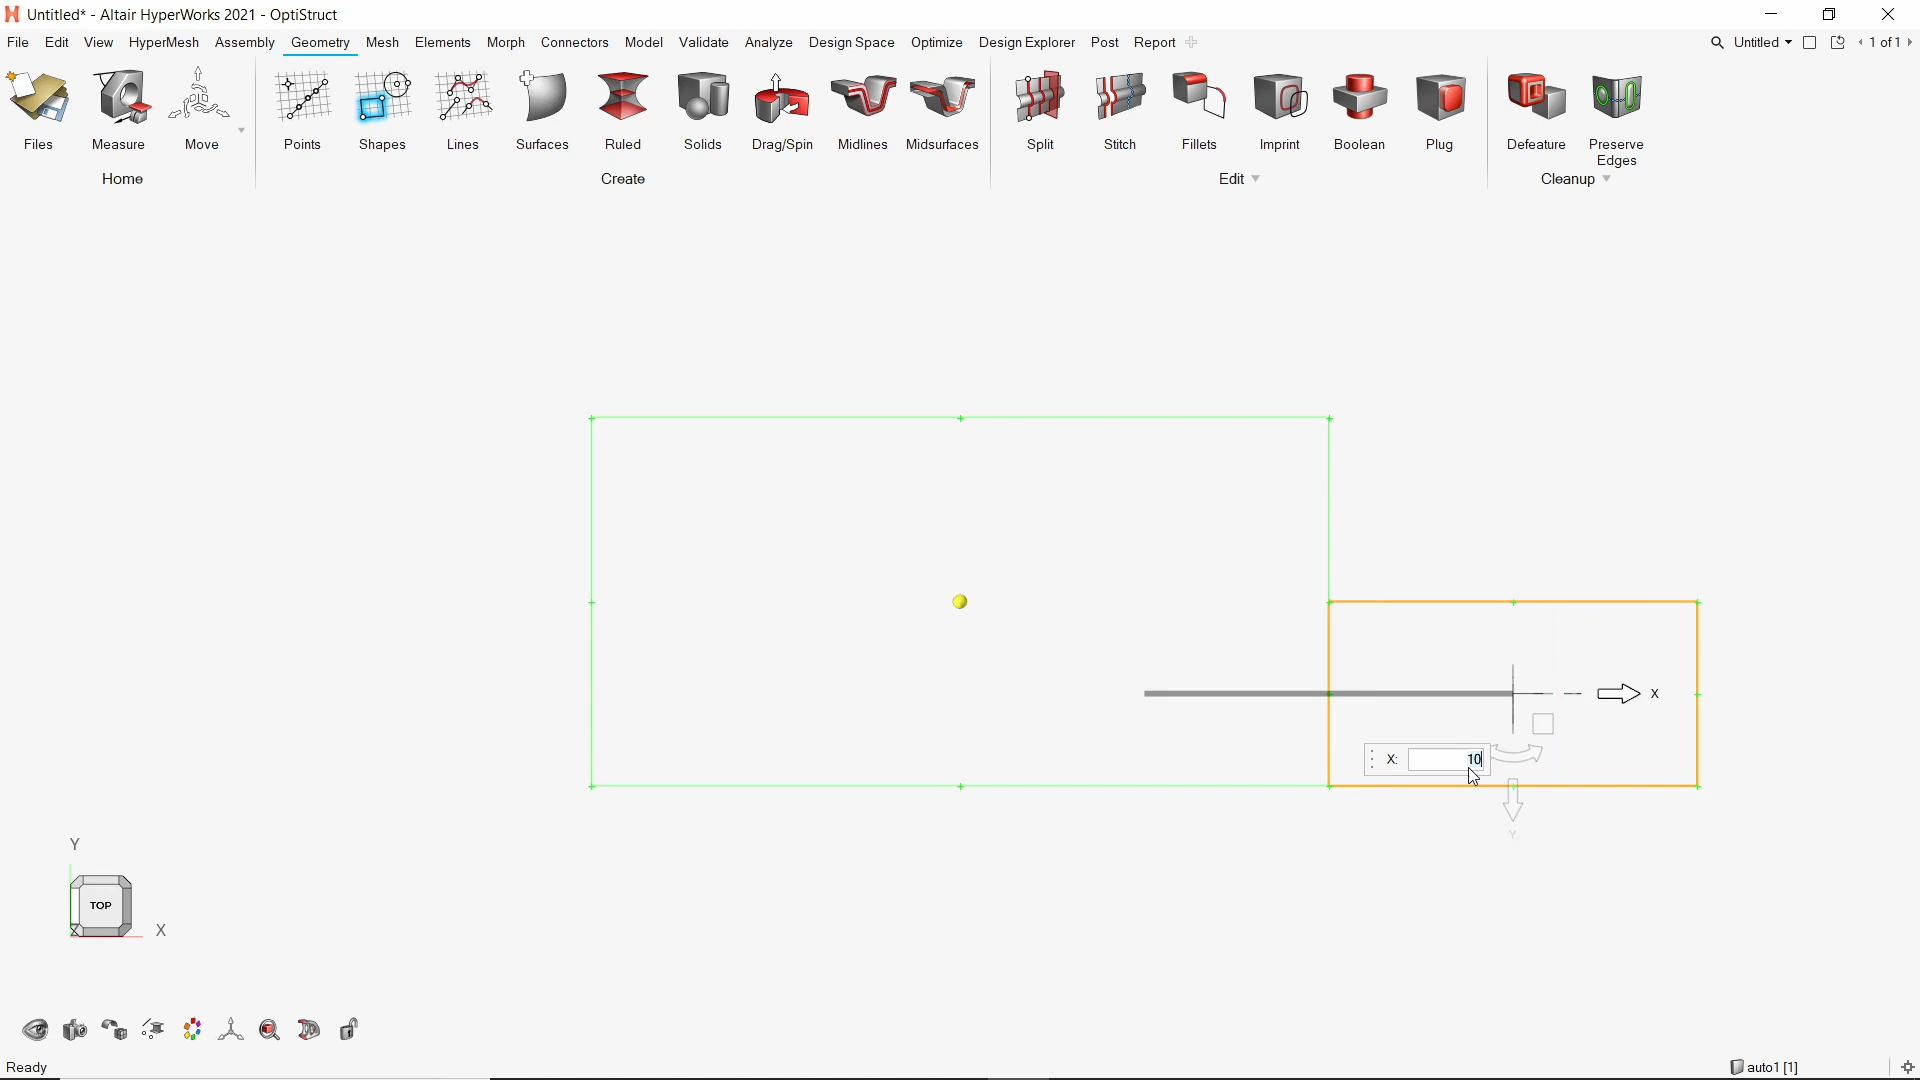 Untitled* - Altair HyperWorks 2021 - OptiStruct
File Edit View HyperMesh Assembly Geometry Mesh Elements Morph Connectors Model Validate Analyze Design Space Optimize Design Explorer Post Report Untitled 1 of 1
Files Measure Move Points Shapes Lines Surfaces Ruled Solids Drag/Spin Midlines Midsurfaces Split Stitch Fillets Imprint Boolean Plug Defeature Preserve
Edges
Home Create Edit Cleanup
X
X: 10
Y
Y
TOP
X
Z
Ready auto1 [1]